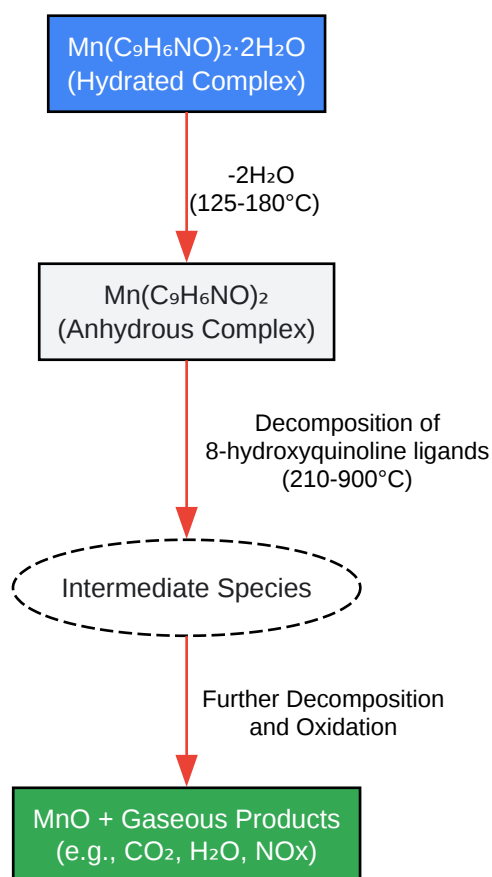 Mn(C₉H₆NO)₂·2H₂O
(Hydrated Complex)
-2H₂O
(125-180°C)
Mn(C₉H₆NO)₂
(Anhydrous Complex)
Decomposition of
8-hydroxyquinoline ligands
(210-900°C)
Intermediate Species
Further Decomposition
and Oxidation
MnO + Gaseous Products
(e.g., CO₂, H₂O, NOx)